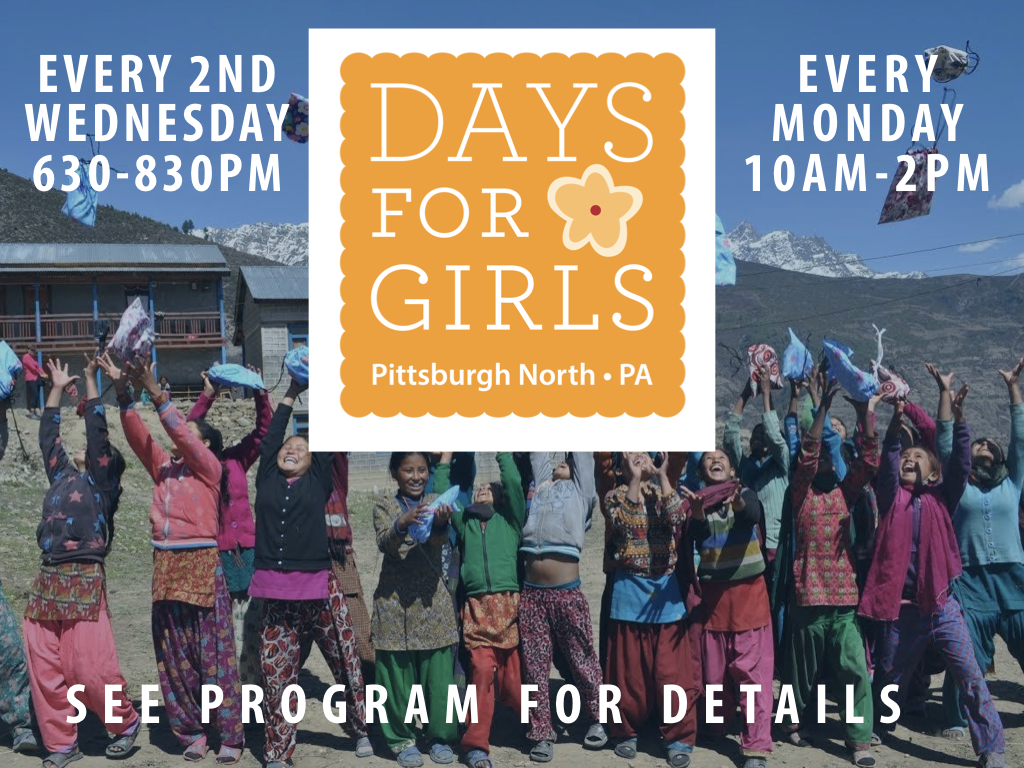 EVERY 2ND
WEDNESDAY
630-830PM
DAYS
FOR
GIRLS
Pittsburgh North • PA
EVERY
MONDAY
10AM-2PM
SEE PROGRAM FOR DETAILS